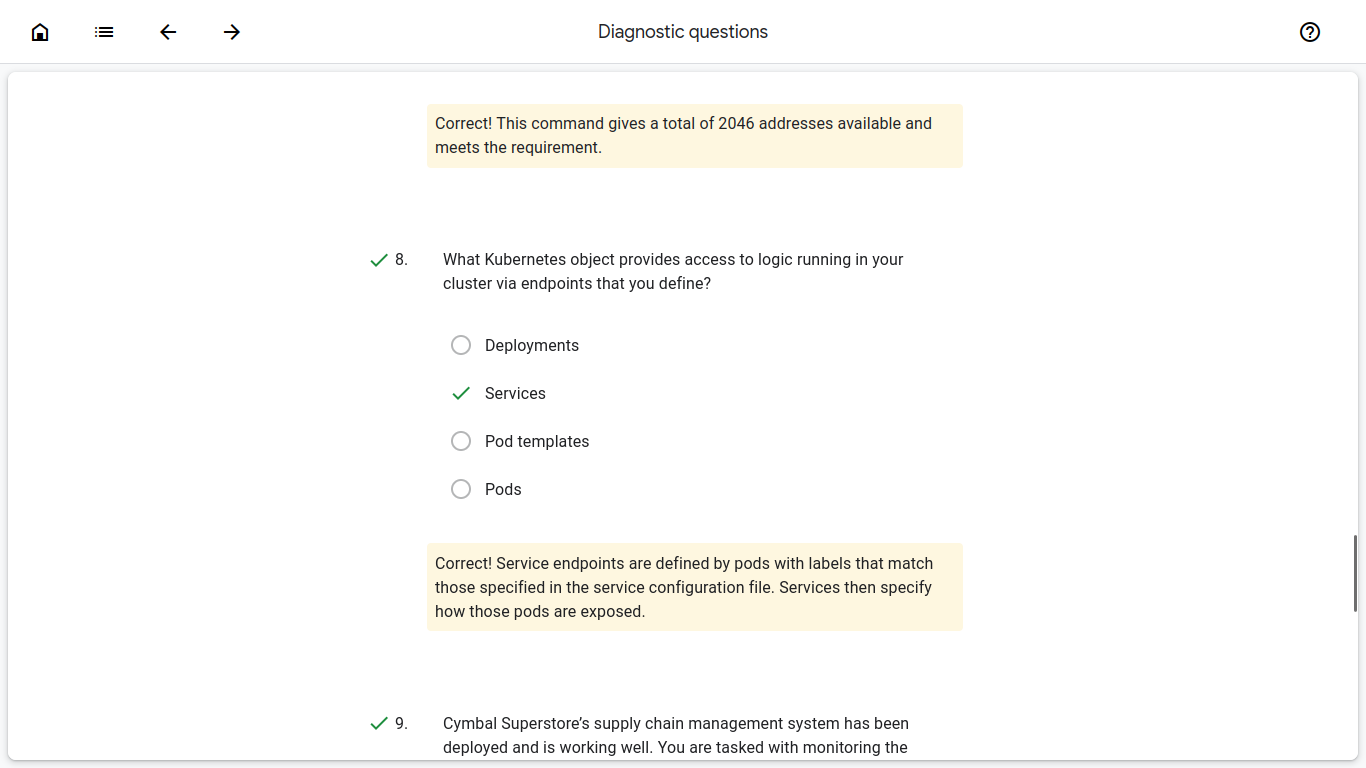 Diagnostic questions
Correct! This command gives a total of 2046 addresses available and
meets the requirement.
8. What Kubernetes object provides access to logic running in your
cluster via endpoints that you define?
Deployments
Services
Pod templates
Pods
Correct! Service endpoints are defined by pods with labels that match
those specified in the service configuration file. Services then specify
how those pods are exposed.
9. Cymbal Superstore’s supply chain management system has been
deployed and is working well. You are tasked with monitoring the